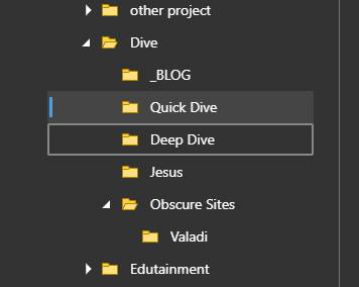 other project
Dive
_BLOG
Quick Dive
Deep Dive
Jesus
Obscure Sites
Valadi
Edutainment